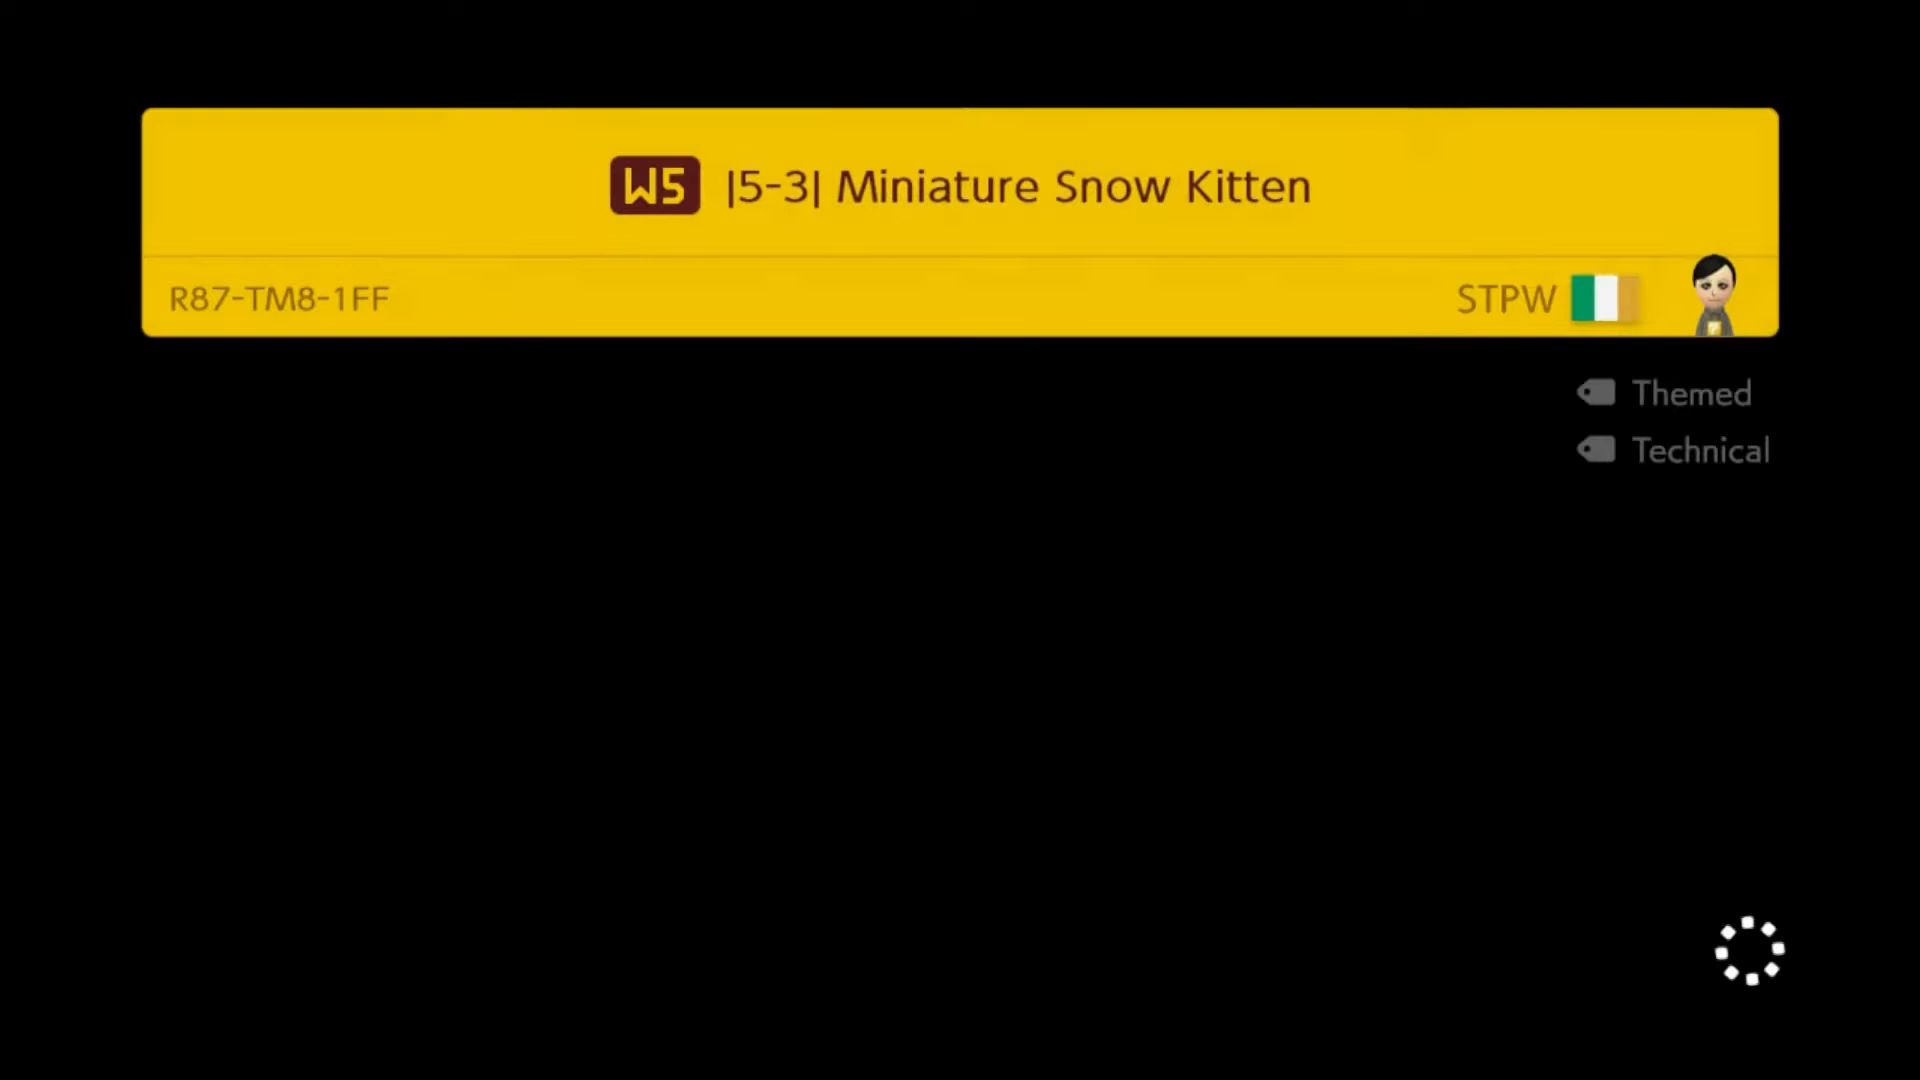 W5 |5-3| Miniature Snow Kitten
R87-TM8-1FF
STPW
Themed
Technical